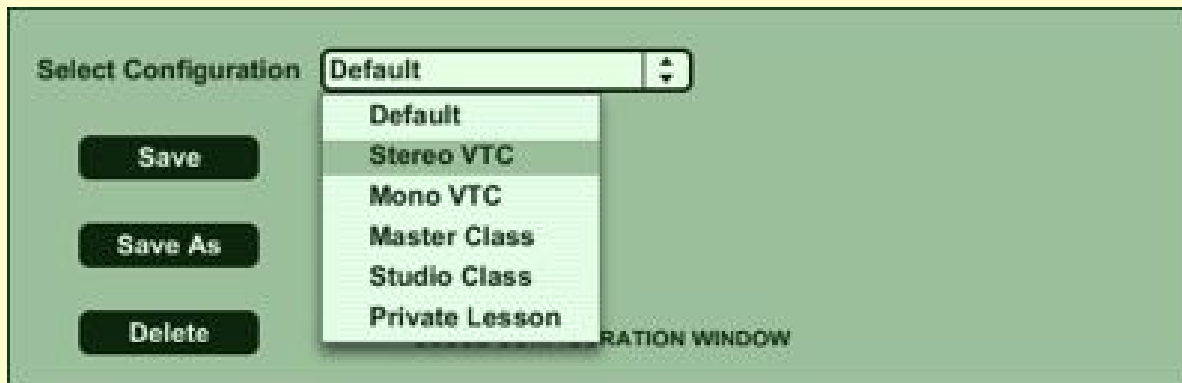 Select Configuration Default
Default
Stereo VTC
Mono VTC
Master Class
Studio Class
Private Lesson
Save
Save As
Delete
WINDOW